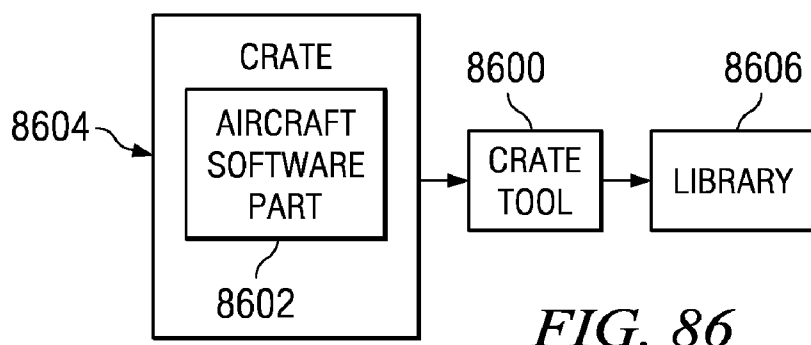 CRATE
8604
AIRCRAFT
SOFTWARE
PART
8602
8600
CRATE
TOOL
8606
LIBRARY
FIG. 86